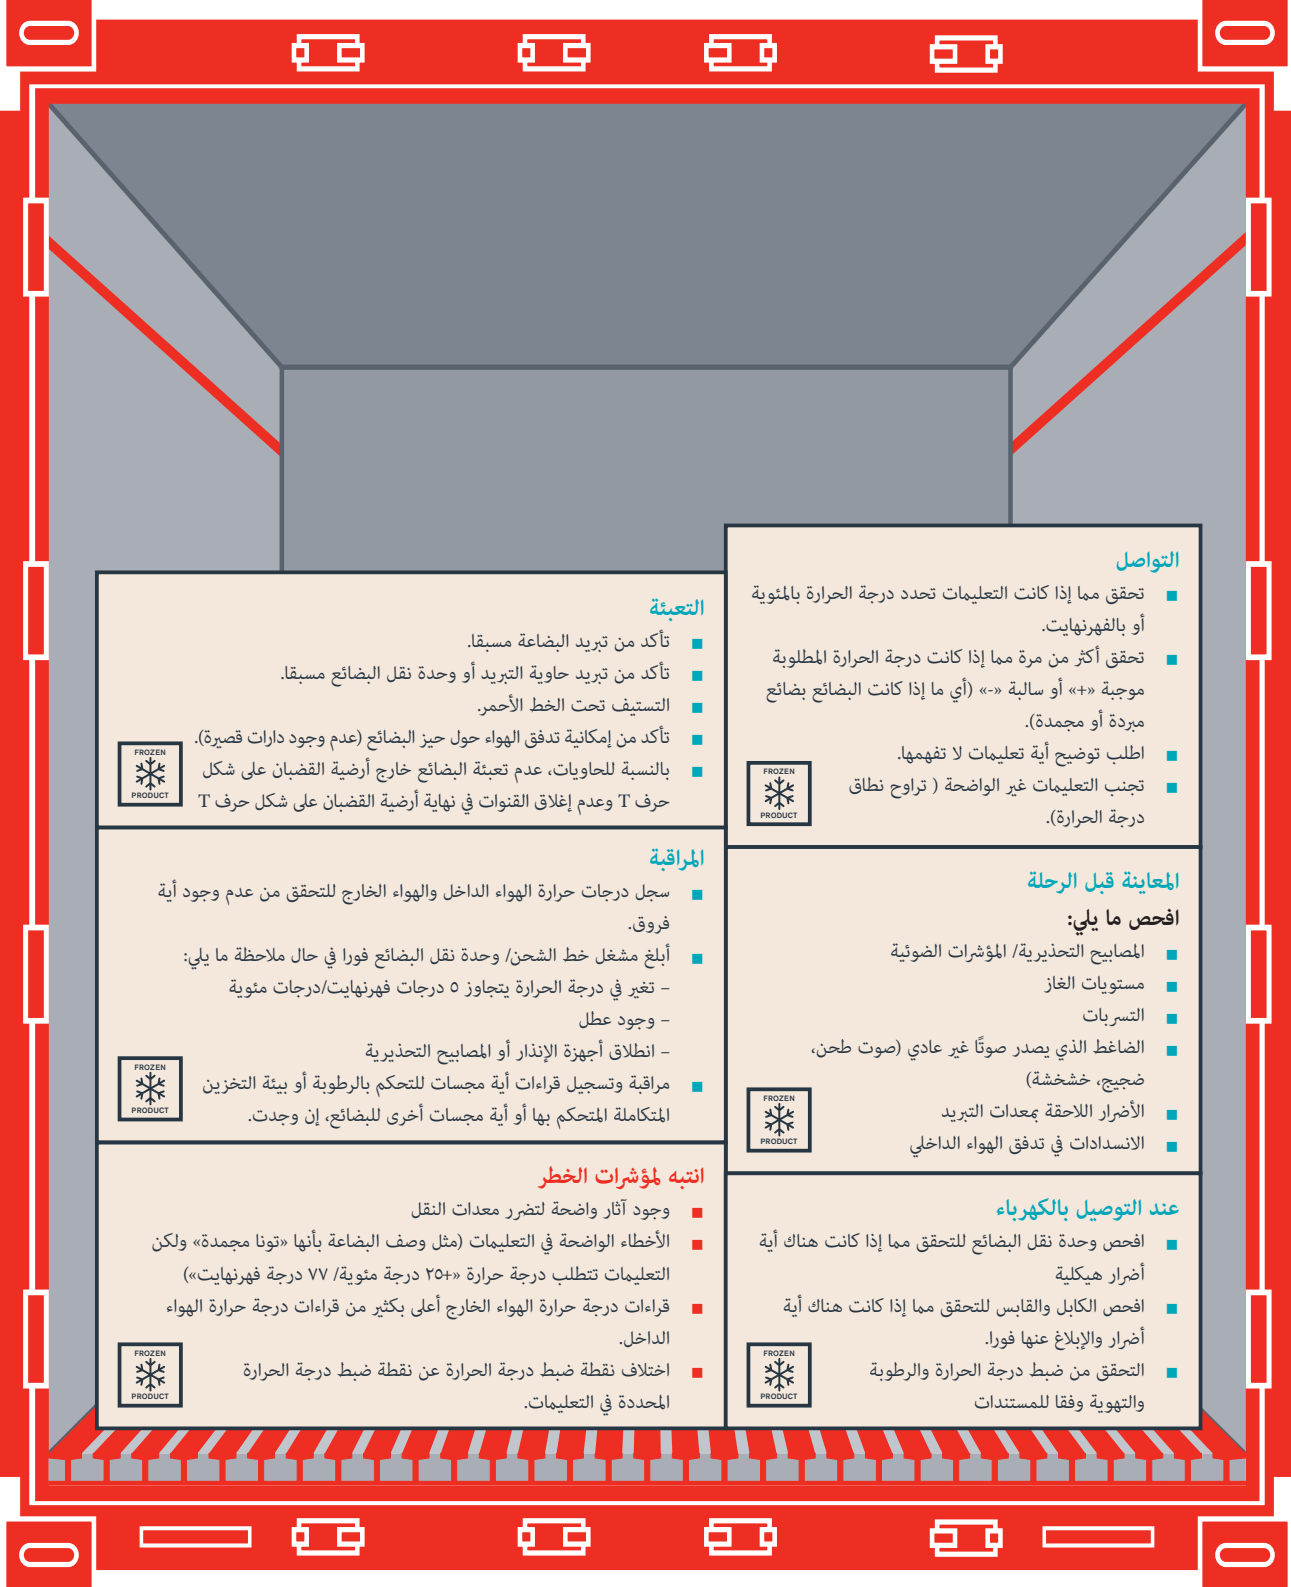 التواصل
تحقق مما إذا كانت التعليمات تحدد درجة الحرارة بالمئوية
أو بالفهرنهايت.
تحقق أكثر من مرة مما إذا كانت درجة الحرارة المطلوبة
موجبة «+» أو سالبة «-» (أي ما إذا كانت البضائع بضائع
مبردة أو مجمدة).
اطلب توضيح أية تعليمات لا تفهمها.
تجنب التعليمات غير الواضحة ( تراوح نطاق
درجة الحرارة).
FROZEN
PRODUCT
المعاينة قبل الرحلة
افحص ما يلي:
المصابيح التحذيرية/ المؤشرات الضوئية
مستويات الغاز
التسربات
الضاغط الذي يصدر صوتًا غير عادي (صوت طحن،
ضجيج، خشخشة)
الأضرار اللاحقة بمعدات التبريد
الانسدادات في تدفق الهواء الداخلي
FROZEN
PRODUCT
عند التوصيل بالكهرباء
افحص وحدة نقل البضائع للتحقق مما إذا كانت هناك أية
أضرار هيكلية
افحص الكابل والقابس للتحقق مما إذا كانت هناك أية
أضرار والإبلاغ عنها فورا.
التحقق من ضبط درجة الحرارة والرطوبة
والتهوية وفقا للمستندات
FROZEN
PRODUCT
التعبئة
تأكد من تبريد البضاعة مسبقا.
تأكد من تبريد حاوية التبريد أو وحدة نقل البضائع مسبقا.
التستيف تحت الخط الأحمر.
تأكد من إمكانية تدفق الهواء حول حيز البضائع (عدم وجود دارات قصيرة).
بالنسبة للحاويات، عدم تعبئة البضائع خارج أرضية القضبان على شكل
حرف T وعدم إغلاق القنوات في نهاية أرضية القضبان على شكل حرف T
FROZEN
PRODUCT
المراقبة
سجل درجات حرارة الهواء الداخل والهواء الخارج للتحقق من عدم وجود أية
فروق.
أبلغ مشغل خط الشحن/ وحدة نقل البضائع فورا في حال ملاحظة ما يلي:
– تغير في درجة الحرارة يتجاوز ٥ درجات فهرنهايت/درجات مئوية
– وجود عطل
– انطلاق أجهزة الإنذار أو المصابيح التحذيرية
مراقبة وتسجيل قراءات أية مجسات للتحكم بالرطوبة أو بيئة التخزين
المتكاملة المتحكم بها أو أية مجسات أخرى للبضائع، إن وجدت.
FROZEN
PRODUCT
انتبه لمؤشرات الخطر
وجود آثار واضحة لتضرر معدات النقل
الأخطاء الواضحة في التعليمات (مثل وصف البضاعة بأنها «تونا مجمدة» ولكن
التعليمات تتطلب درجة حرارة «+٢٥ درجة مئوية/ ٧٧ درجة فهرنهايت»)
قراءات درجة حرارة الهواء الخارج أعلى بكثير من قراءات درجة حرارة الهواء
الداخل.
اختلاف نقطة ضبط درجة الحرارة عن نقطة ضبط درجة الحرارة
المحددة في التعليمات.
FROZEN
PRODUCT